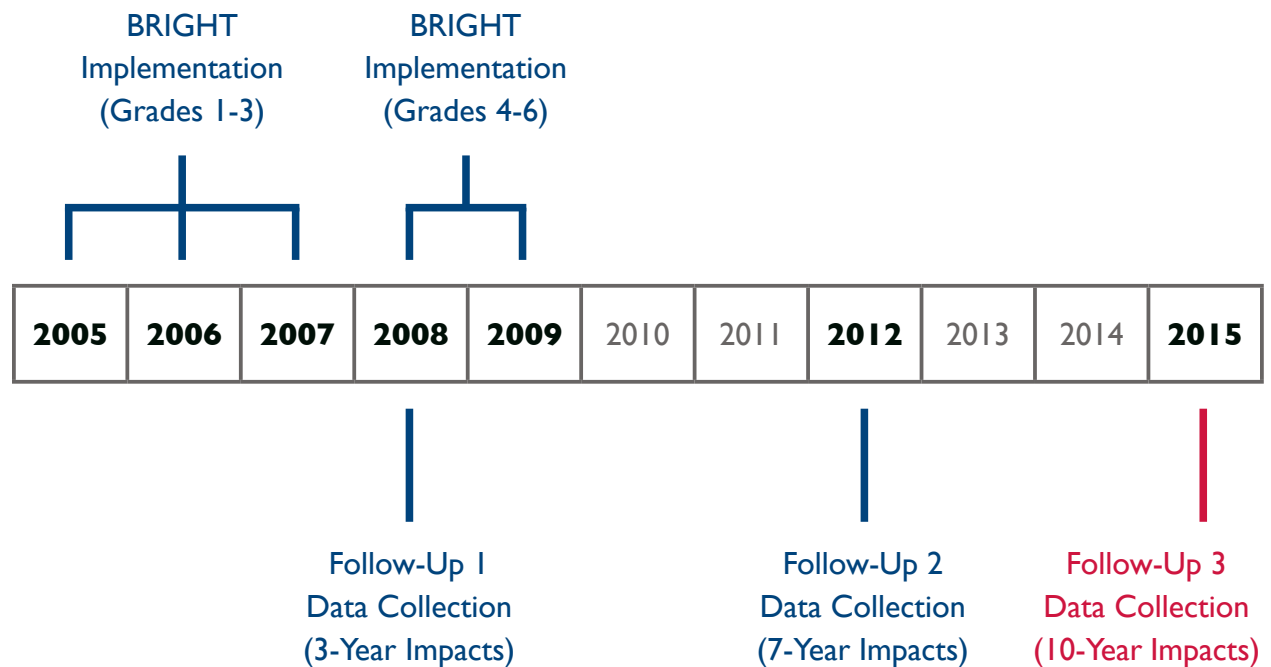 BRIGHT
Implementation
(Grades 1-3)
BRIGHT
Implementation
(Grades 4-6)
2005 2006 2007 2008 2009 2010 2011 2012 2013 2014 2015
Follow-Up 1
Data Collection
(3-Year Impacts)
Follow-Up 2
Data Collection
(7-Year Impacts)
Follow-Up 3
Data Collection
(10-Year Impacts)